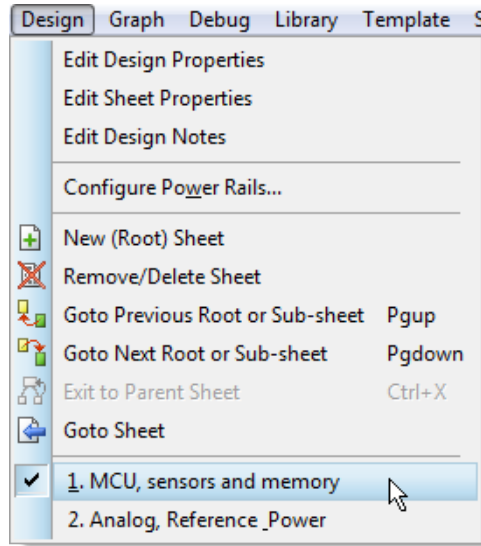 Design Graph Debug Library Template S
Edit Design Properties
Edit Sheet Properties
Edit Design Notes
Configure Power Rails...
New (Root) Sheet
Remove/Delete Sheet
Goto Previous Root or Sub-sheet Pgup
Goto Next Root or Sub-sheet Pgdown
Exit to Parent Sheet Ctrl+X
Goto Sheet
1. MCU, sensors and memory
2. Analog, Reference _Power